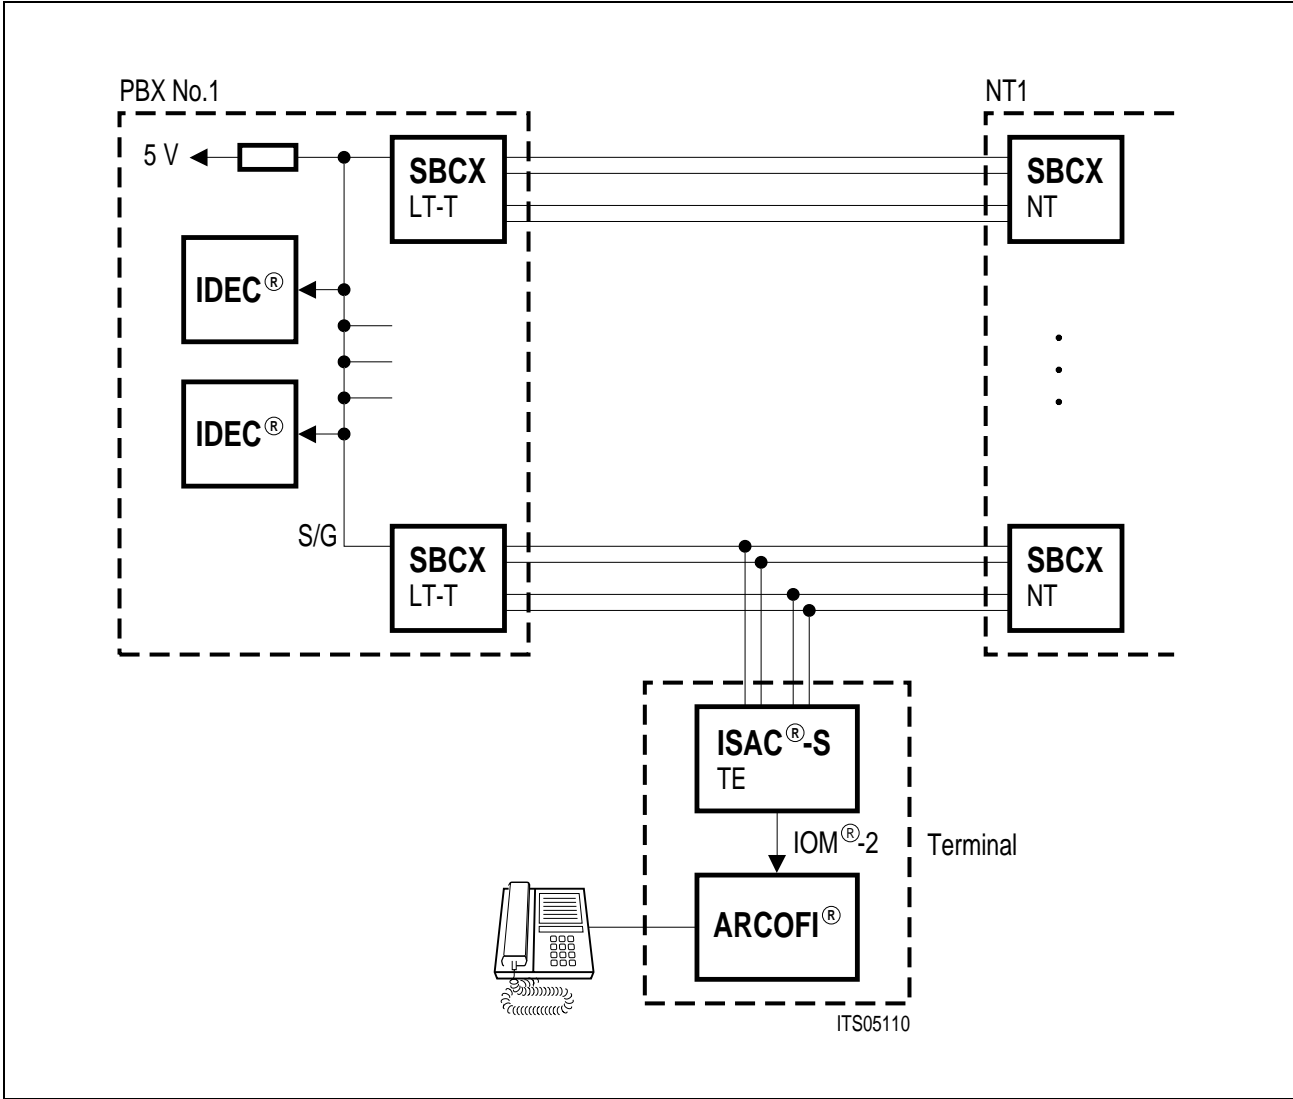 PBX No.1
NT1
5 V
SBCX
LT-T
SBCX
NT
IDEC®
IDEC®
S/G
SBCX
LT-T
SBCX
NT
ISAC®-S
TE
IOM®-2
Terminal
ARCOFI®
ITS05110